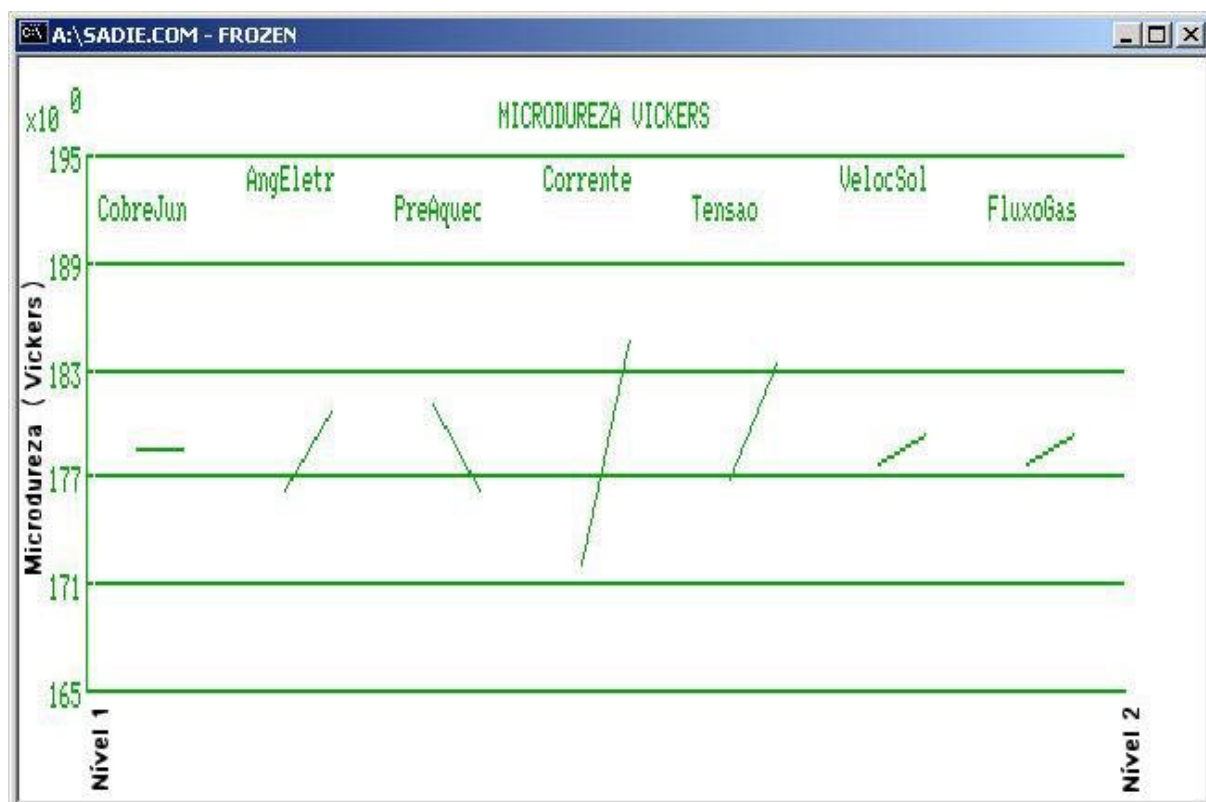 A:\SADIE.COM - FROZEN
x10 0
MICRODUREZA VICKERS
195
AngEletr
Corrente
VelocSol
CobreJun
PreAquec
Tensao
FluxoGas
189
183
177
171
165
Microdureza (Vickers)
Nível 1
Nível 2